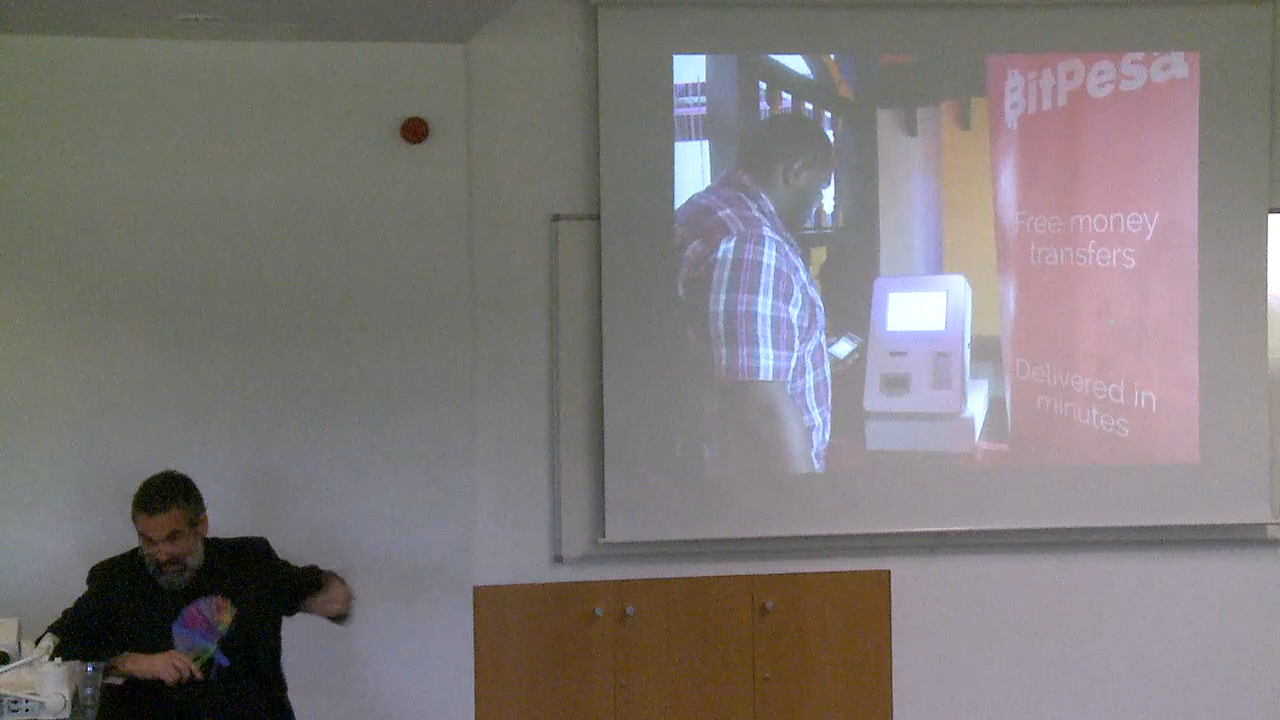 BitPesa
Free money
transfers
Delivered in
minutes